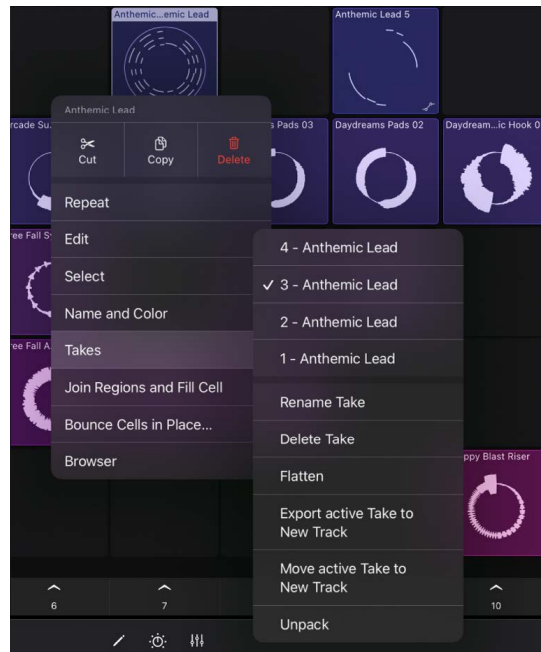 Anthemic...emic Lead
Anthemic Lead 5
Anthemic Lead
Cut
Copy
Delete
rcade Su
s Pads 03
Daydreams Pads 02
Daydream...ic Hook 0
Repeat
Edit
Select
Name and Color
Takes
Join Regions and Fill Cell
Bounce Cells in Place...
Browser
ree Fall S
ree Fall A
4 - Anthemic Lead
✓ 3 - Anthemic Lead
2 - Anthemic Lead
1 - Anthemic Lead
Rename Take
Delete Take
Flatten
Export active Take to
New Track
Move active Take to
New Track
Unpack
ppy Blast Riser
6
7
10